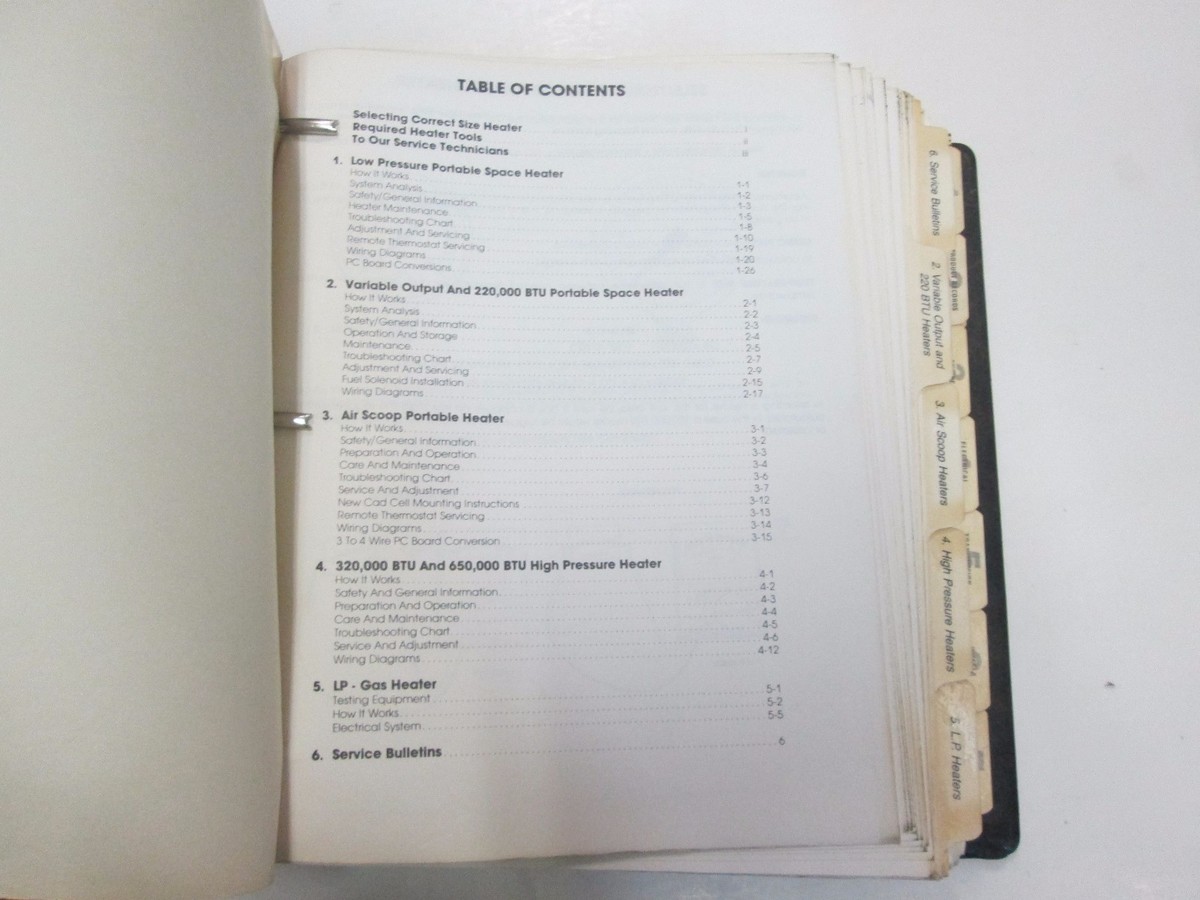 TABLE OF CONTENTS
Selecting Correct Size Heater I
Required Heater Tools II
To Our Service Technicians III
1. Low Pressure Portable Space Heater
How It Works 1-1
System Analysis 1-2
Safety/General Information 1-3
Heater Maintenance 1-5
Troubleshooting Chart 1-8
Adjustment And Servicing 1-10
Remote Thermostat Servicing 1-19
Wiring Diagrams 1-20
PC Board Conversions 1-26
2. Variable Output And 220,000 BTU Portable Space Heater
How It Works 2-1
System Analysis 2-2
Safety/General Information 2-3
Operation And Storage 2-4
Maintenance 2-5
Troubleshooting Chart 2-7
Adjustment And Servicing 2-9
Fuel Solenoid Installation 2-15
Wiring Diagrams 2-17
3. Air Scoop Portable Heater
How It Works 3-1
Safety/General Information 3-2
Preparation And Operation 3-3
Care And Maintenance 3-4
Troubleshooting Chart 3-6
Service And Adjustment 3-7
New Cad Cell Mounting Instructions 3-12
Remote Thermostat Servicing 3-13
Wiring Diagrams 3-14
3 To 4 Wire PC Board Conversion 3-15
4. 320,000 BTU And 650,000 BTU High Pressure Heater
How It Works 4-1
Safety And General Information 4-2
Preparation And Operation 4-3
Care And Maintenance 4-4
Troubleshooting Chart 4-5
Service And Adjustment 4-6
Wiring Diagrams 4-12
5. LP - Gas Heater
Testing Equipment 5-1
How It Works 5-2
Electrical System 5-5
6. Service Bulletins 6
6. Service Bulletins
2. Variable Output and
220 BTU Heaters
3. Air Scoop Heaters
4. High Pressure Heaters
5. L.P. Heaters